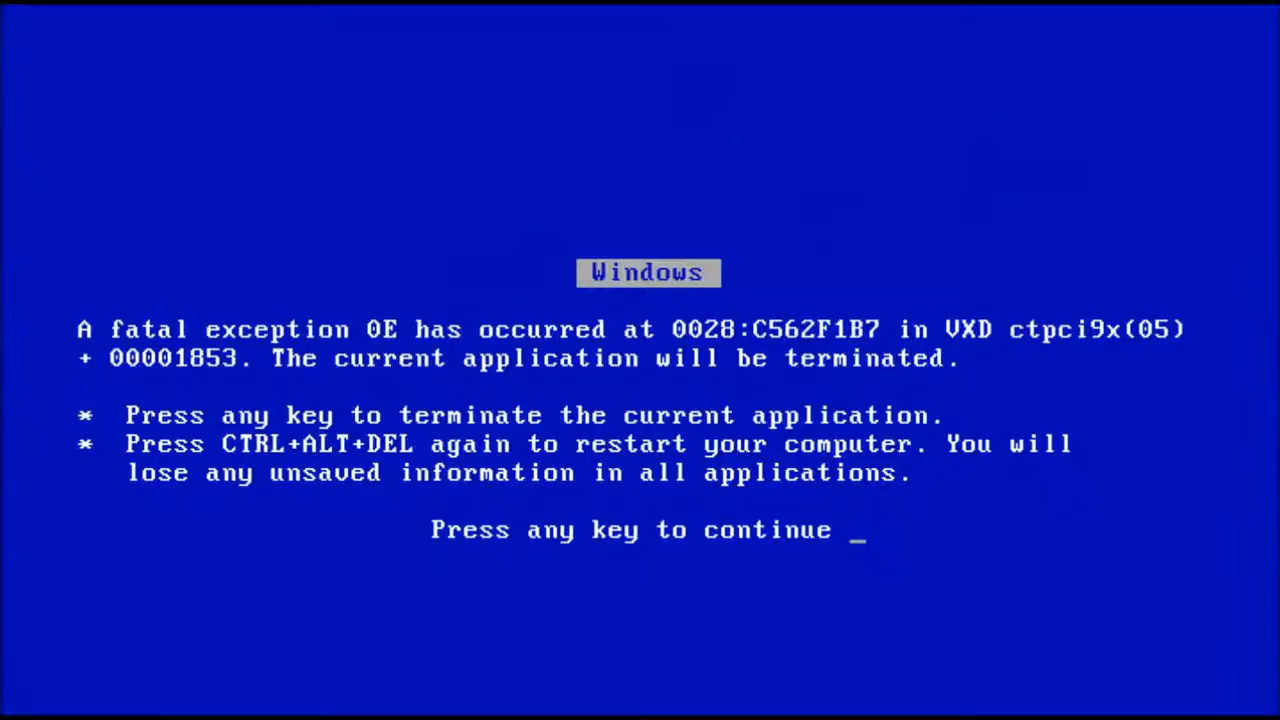 Windows
A fatal exception 0E has occurred at 0028:C562F1B7 in VXD ctpci9x(05)
+ 00001853. The current application will be terminated.
* Press any key to terminate the current application.
* Press CTRL+ALT+DEL again to restart your computer. You will
lose any unsaved information in all applications.
Press any key to continue _